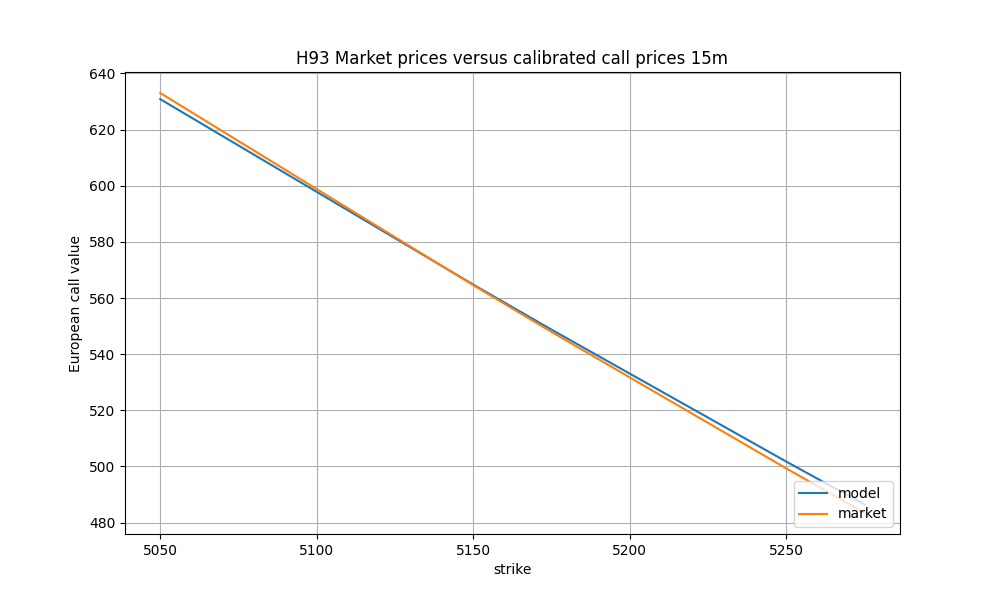 H93 Market prices versus calibrated call prices 15m
640
620
600
580
560
540
520
500
480
European call value
5050 5100 5150 5200 5250
strike
model
market